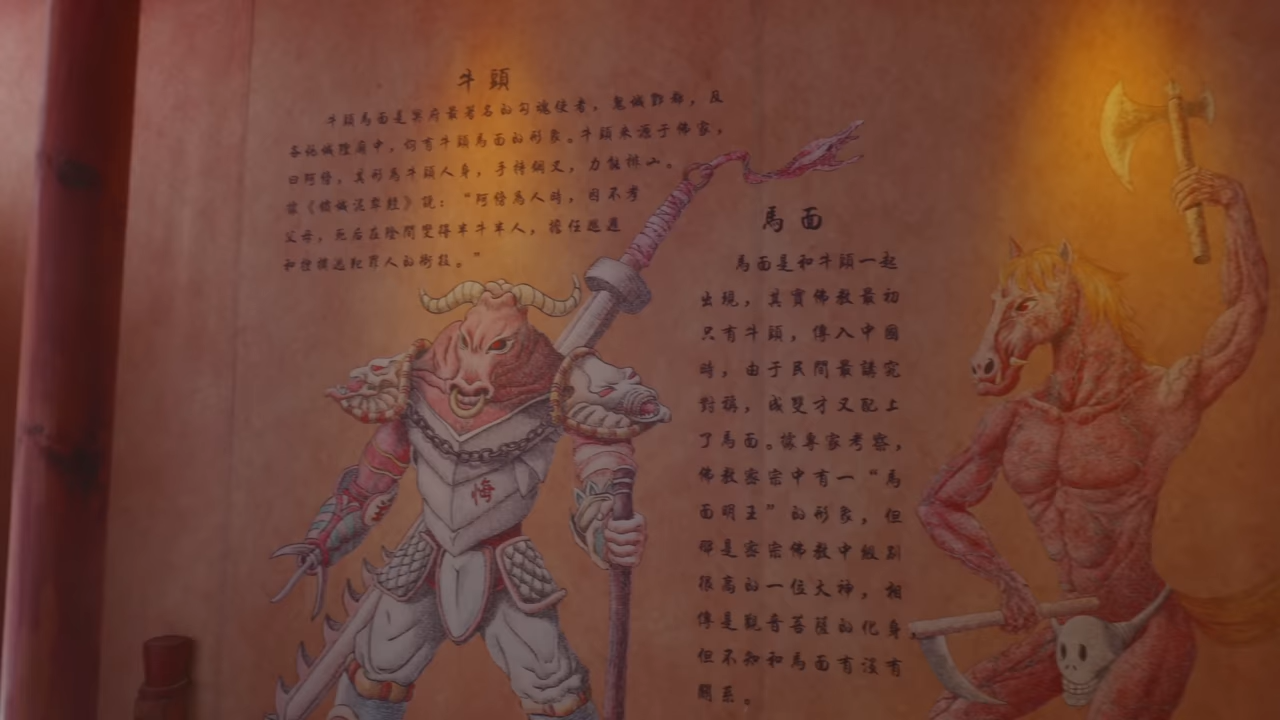 牛頭
牛頭馬面是冥府最著名的勾魂使者。鬼城酆都,及
各地城隍廟中,仰有牛頭馬面的形象。牛頭來源于佛家,
曰阿傍,其形為牛頭人身,手持鋼叉,力能排山。
據《鐵城泥犁經》說:“阿傍為人時,因不孝
父母,死后在陰間變得半牛半人,擔任巡邏
和搜捕逃犯罪人的衙役。”
悔
馬面
馬面是和牛頭一起
出現,其實佛教最初
只有牛頭,傳入中國
時,由于民間最講究
對稱,成雙才又配上
了馬面。據專家考察,
佛教密宗中有一“馬
面明王”的形象,但
那是密宗佛教中級別
很高的一位大神,相
傳是觀音菩薩的化身,
但不知和馬面有沒有
關系。